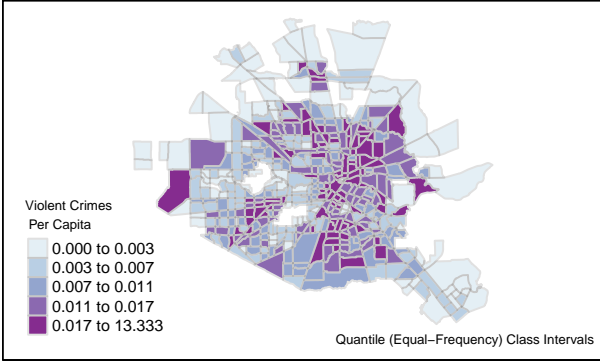 Violent Crimes
Per Capita
0.000 to 0.003
0.003 to 0.007
0.007 to 0.011
0.011 to 0.017
0.017 to 13.333
Quantile (Equal−Frequency) Class Intervals